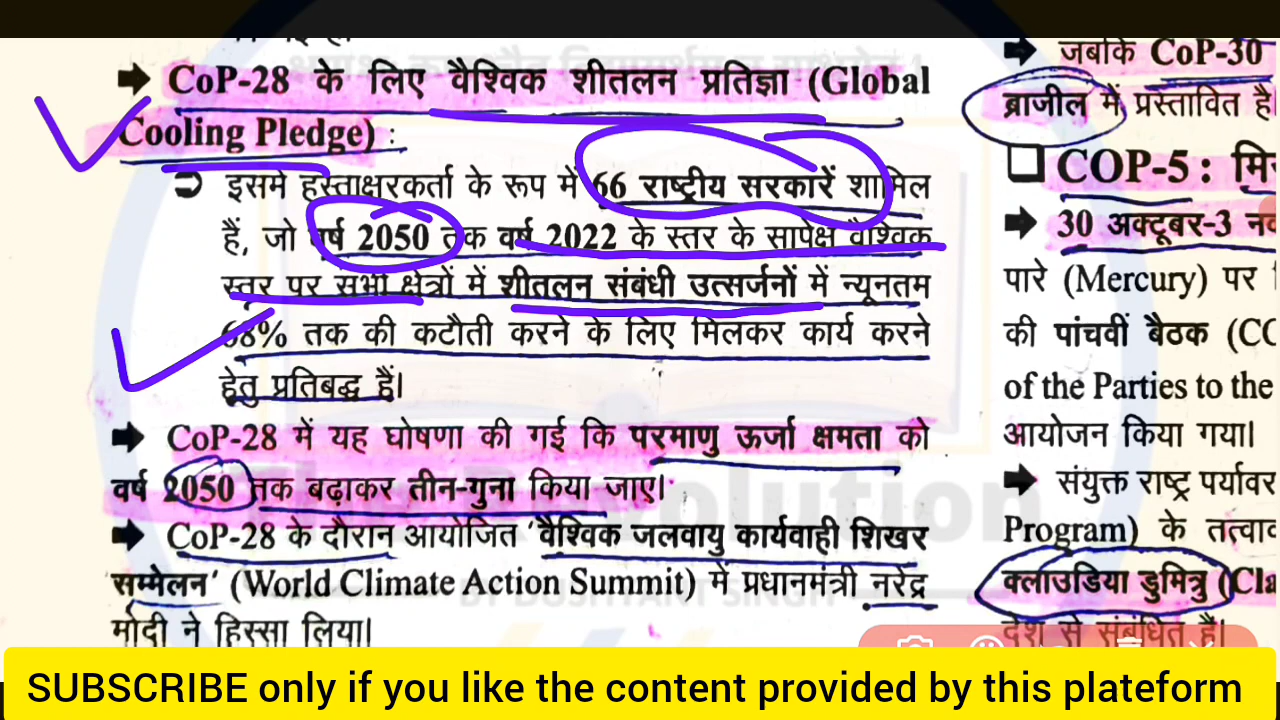 ➡ CoP-28 के लिए वैश्विक शीतलन प्रतिज्ञा (Global
Cooling Pledge) :
➲ इसमें हस्ताक्षरकर्ता के रूप में 66 राष्ट्रीय सरकारें शामिल
हैं, जो वर्ष 2050 तक वर्ष 2022 के स्तर के सापेक्ष वैश्विक
स्तर पर सभी क्षेत्रों में शीतलन संबंधी उत्सर्जनों में न्यूनतम
68% तक की कटौती करने के लिए मिलकर कार्य करने
हेतु प्रतिबद्ध हैं।
➡ CoP-28 में यह घोषणा की गई कि परमाणु ऊर्जा क्षमता को
वर्ष 2050 तक बढ़ाकर तीन-गुना किया जाए।
➡ CoP-28 के दौरान आयोजित 'वैश्विक जलवायु कार्यवाही शिखर
सम्मेलन' (World Climate Action Summit) में प्रधानमंत्री नरेंद्र
मोदी ने हिस्सा लिया।
➡ जबकि CoP-30
ब्राजील में प्रस्तावित है
❑ COP-5 :
➡ 30 अक्टूबर-3
पारे (Mercury) पर
की पांचवीं बैठक (CO
of the Parties to the
आयोजन किया गया।
➡ संयुक्त राष्ट्र
Program) के
क्लाउडिया डुमित्रु (Cla
देश से संबंधित है।
SUBSCRIBE only if you like the content provided by this plateform